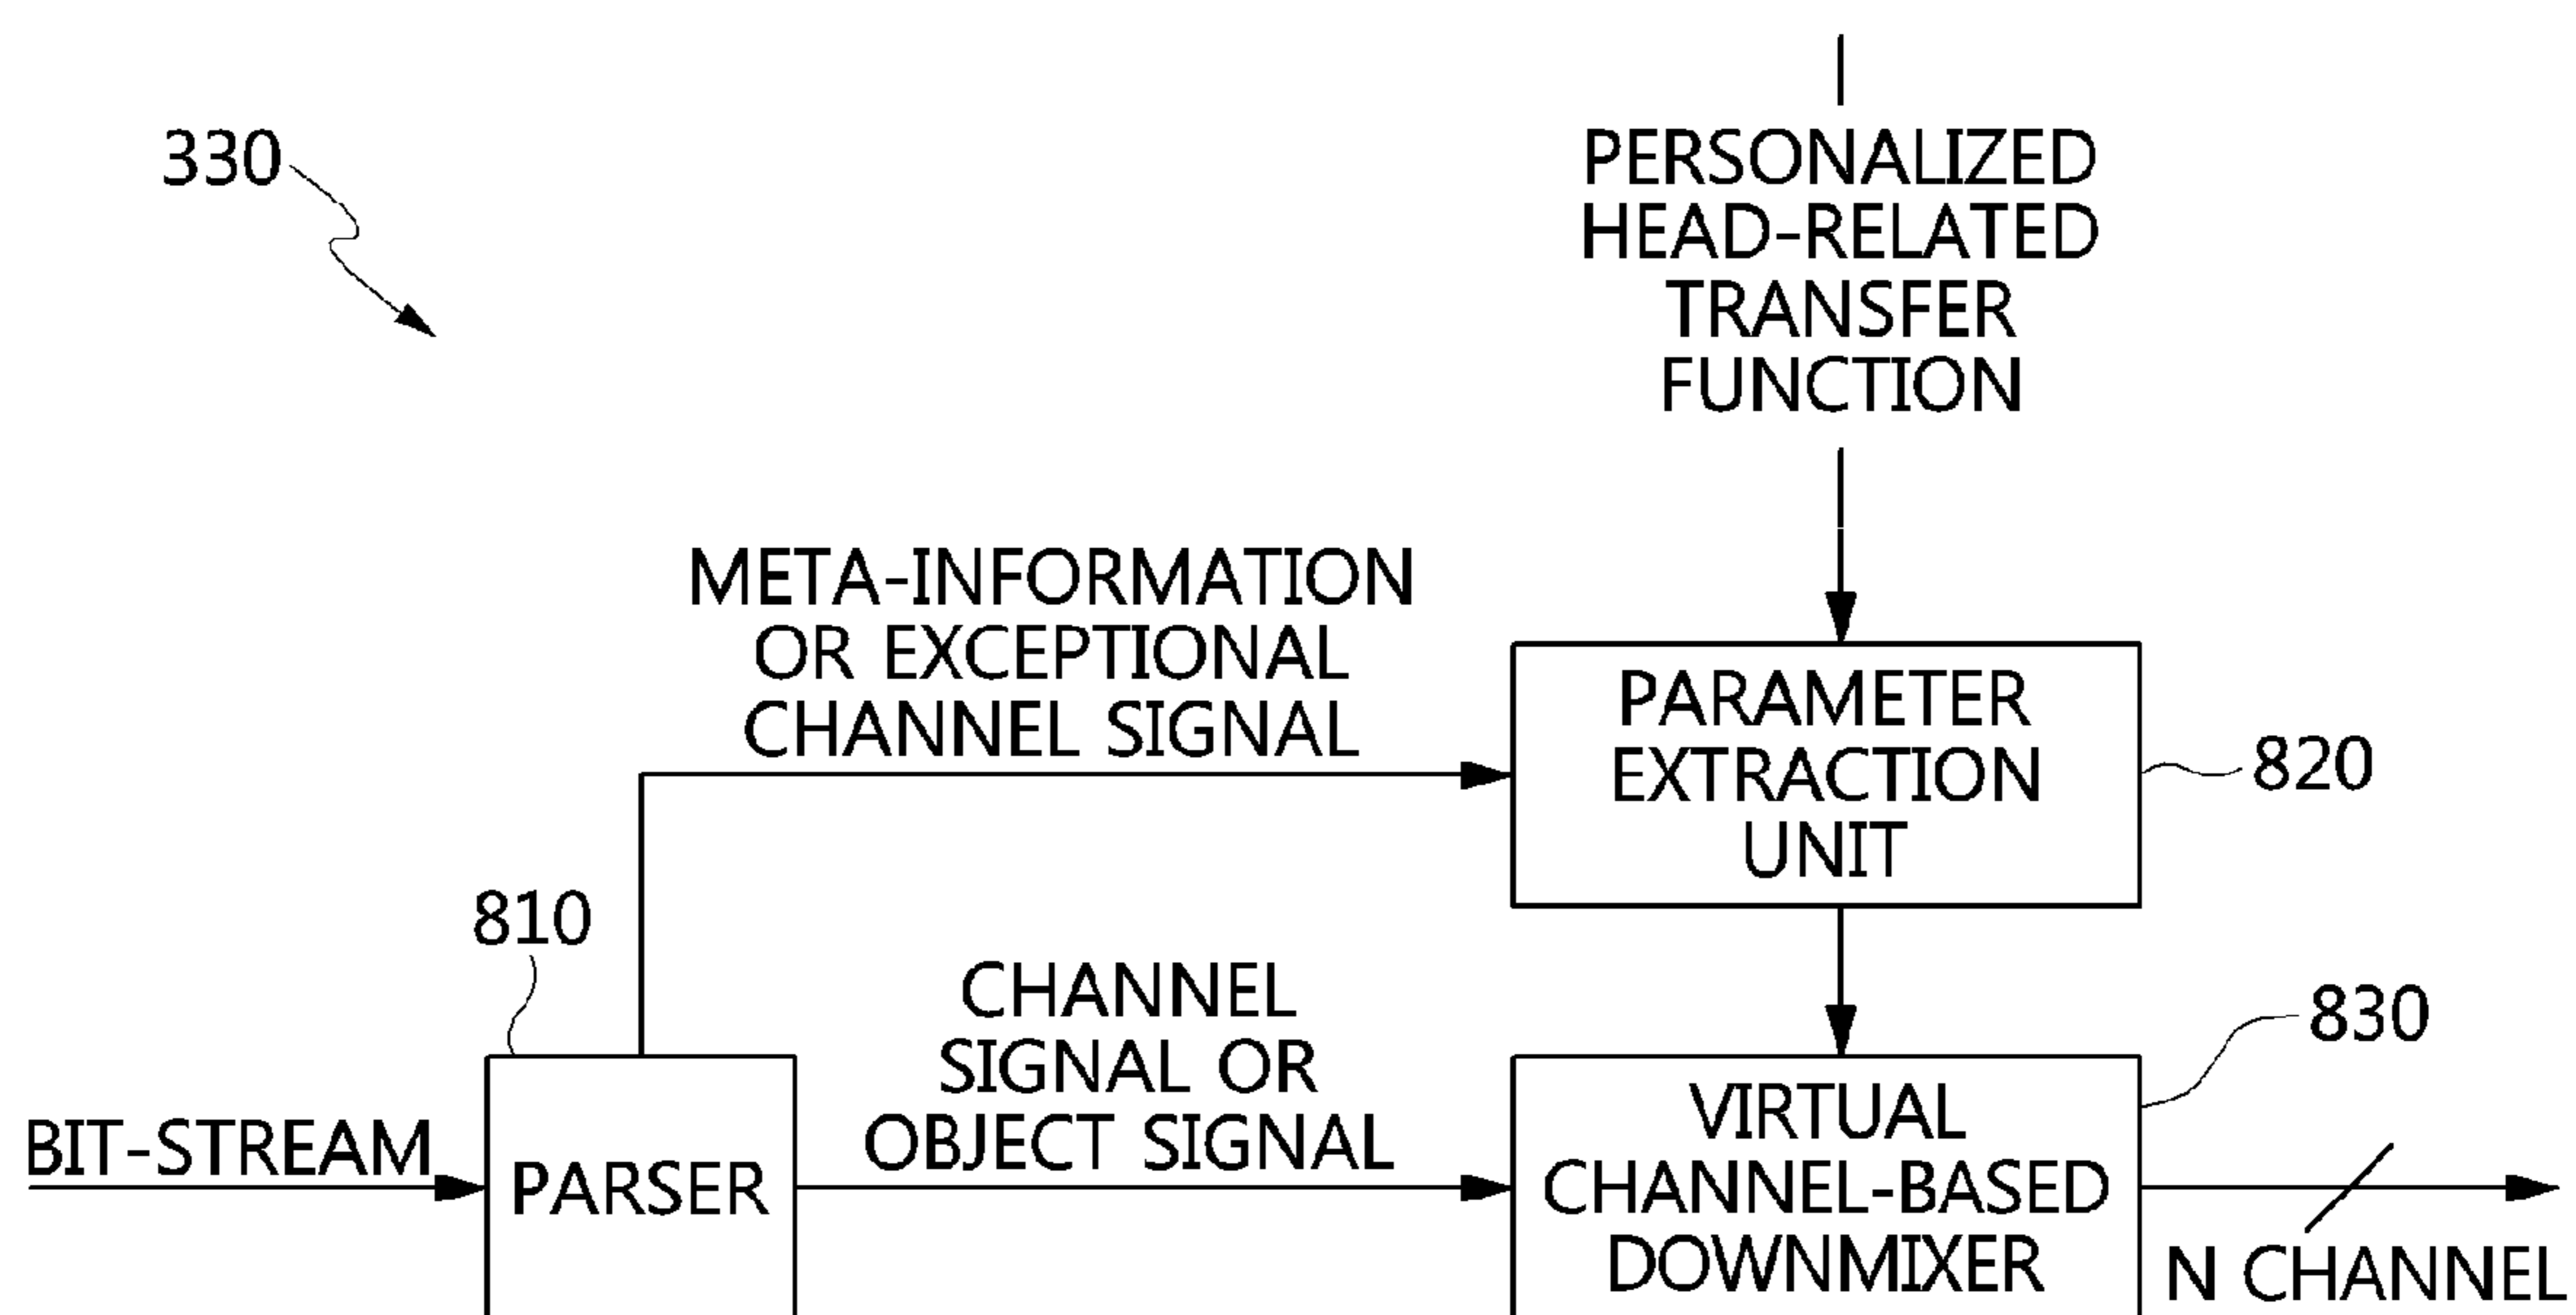 330
PERSONALIZED
HEAD-RELATED
TRANSFER
FUNCTION
META-INFORMATION
OR EXCEPTIONAL
CHANNEL SIGNAL
PARAMETER
EXTRACTION
UNIT
820
810
CHANNEL
SIGNAL OR
OBJECT SIGNAL
830
BIT-STREAM
PARSER
VIRTUAL
CHANNEL-BASED
DOWNMIXER
N CHANNEL